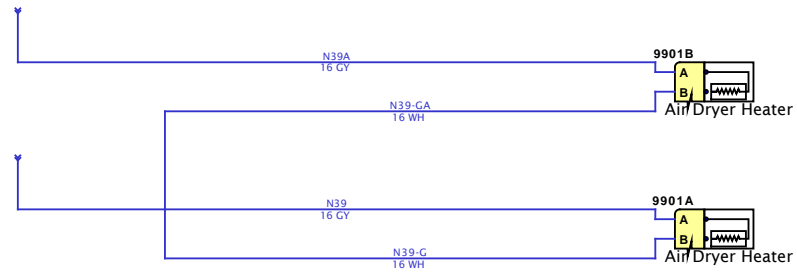 9901B
N39A
16 GY
A
N39-GA
16 WH
B
Air Dryer Heater
9901A
N39
16 GY
A
N39-G
16 WH
B
Air Dryer Heater